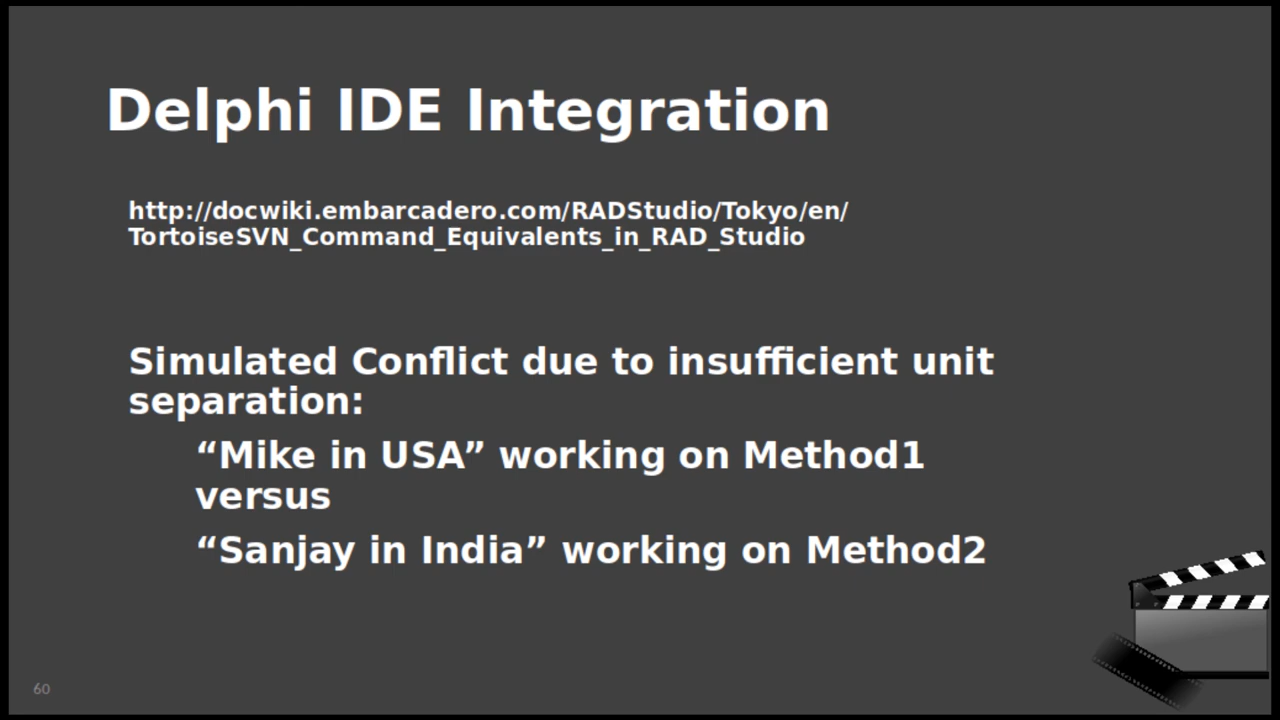 Delphi IDE Integration
http://docwiki.embarcadero.com/RADStudio/Tokyo/en/
TortoiseSVN_Command_Equivalents_in_RAD_Studio
Simulated Conflict due to insufficient unit
separation:
“Mike in USA” working on Method1
versus
“Sanjay in India” working on Method2
60